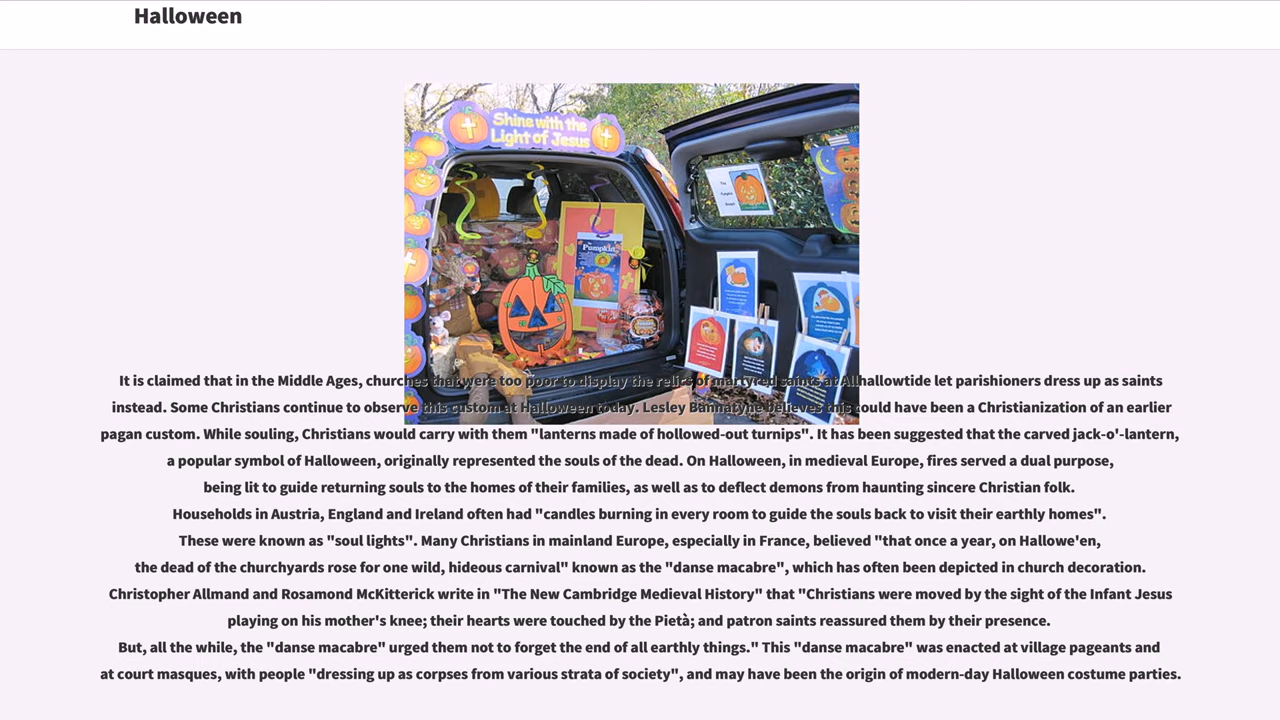 Halloween
Shine with the
Light of Jesus
The
Pumpkin
It is claimed that in the Middle Ages, churches that were too poor to display the relics of martyred saints at Allhallowtide let parishioners dress up as saints
instead. Some Christians continue to observe this custom at Halloween today. Lesley Bannatyne believes this could have been a Christianization of an earlier
pagan custom. While souling, Christians would carry with them "lanterns made of hollowed-out turnips". It has been suggested that the carved jack-o'-lantern,
a popular symbol of Halloween, originally represented the souls of the dead. On Halloween, in medieval Europe, fires served a dual purpose,
being lit to guide returning souls to the homes of their families, as well as to deflect demons from haunting sincere Christian folk.
Households in Austria, England and Ireland often had "candles burning in every room to guide the souls back to visit their earthly homes".
These were known as "soul lights". Many Christians in mainland Europe, especially in France, believed "that once a year, on Hallowe'en,
the dead of the churchyards rose for one wild, hideous carnival" known as the "danse macabre", which has often been depicted in church decoration.
Christopher Allmand and Rosamond McKitterick write in "The New Cambridge Medieval History" that "Christians were moved by the sight of the Infant Jesus
playing on his mother's knee; their hearts were touched by the Pietà; and patron saints reassured them by their presence.
But, all the while, the "danse macabre" urged them not to forget the end of all earthly things." This "danse macabre" was enacted at village pageants and
at court masques, with people "dressing up as corpses from various strata of society", and may have been the origin of modern-day Halloween costume parties.